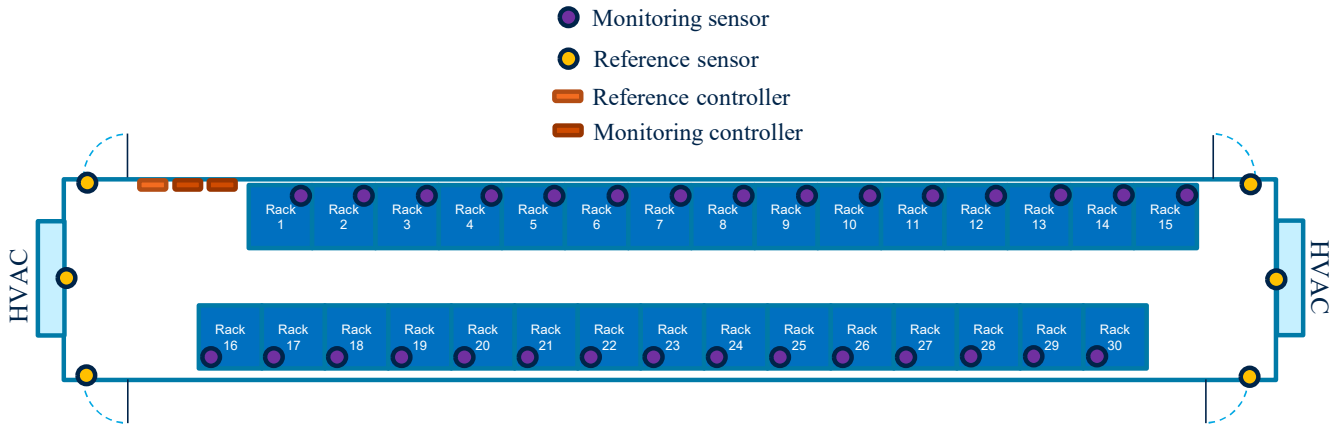 Monitoring sensor
Reference sensor
Reference controller
Monitoring controller
HVAC
HVAC
Rack
1
Rack
2
Rack
3
Rack
4
Rack
5
Rack
6
Rack
7
Rack
8
Rack
9
Rack
10
Rack
11
Rack
12
Rack
13
Rack
14
Rack
15
Rack
16
Rack
17
Rack
18
Rack
19
Rack
20
Rack
21
Rack
22
Rack
23
Rack
24
Rack
25
Rack
26
Rack
27
Rack
28
Rack
29
Rack
30